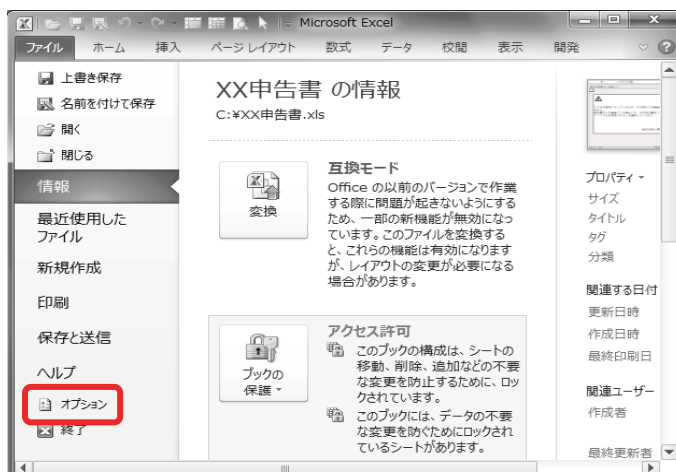 Microsoft Excel
ファイル ホーム 挿入 ページ レイアウト 数式 データ 校閲 表示 開発
上書き保存
名前を付けて保存
開く
閉じる
情報
最近使用した
ファイル
新規作成
印刷
保存と送信
ヘルプ
オプション
終了
XX申告書 の情報
C:¥XX申告書.xls
変換
互換モード
Office の以前のバージョンで作業
する際に問題が起きないようにする
ため、一部の新機能が無効になっ
ています。このファイルを変換する
と、これらの機能は有効になります
が、レイアウトの変更が必要になる
場合があります。
ブックの
保護
アクセス許可
このブックの構成は、シートの
移動、削除、追加などの不要
な変更を防止するために、ロッ
クされています。
このブックには、データの不要
な変更を防ぐためにロックされ
ているシートがあります。
プロパティ
サイズ
タイトル
タグ
分類
関連する日付
更新日時
作成日時
最終印刷日
関連ユーザー
作成者
最終更新者